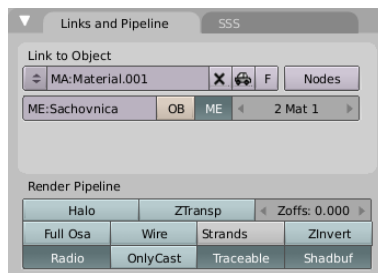 Links and Pipeline SSS
Link to Object
MA:Material.001 F Nodes
ME:Sachovnica OB ME 2 Mat 1
Render Pipeline
Halo ZTransp Zoffs: 0.000
Full Osa Wire Strands ZInvert
Radio OnlyCast Traceable Shadbuf